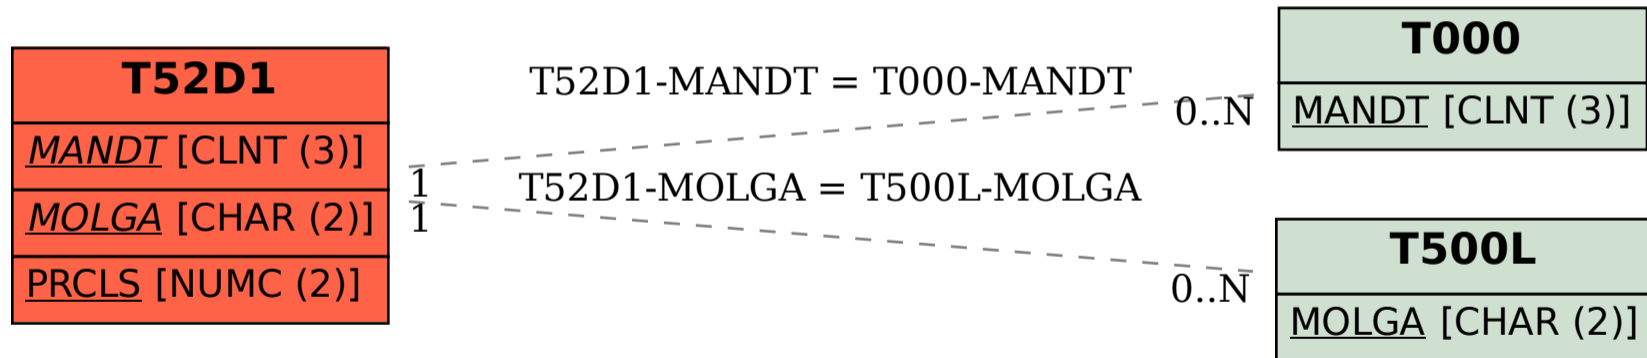 T52D1
MANDT [CLNT (3)]
MOLGA [CHAR (2)]
PRCLS [NUMC (2)]
T52D1-MANDT = T000-MANDT
0..N
1
T52D1-MOLGA = T500L-MOLGA
1
0..N
T000
MANDT [CLNT (3)]
T500L
MOLGA [CHAR (2)]